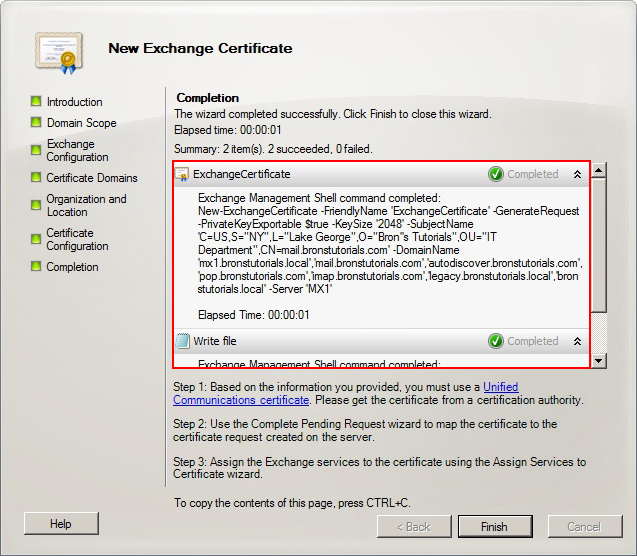 New Exchange Certificate
Introduction
Domain Scope
Exchange
Configuration
Certificate Domains
Organization and
Location
Certificate
Configuration
Completion
Completion
The wizard completed successfully. Click Finish to close this wizard.
Elapsed time: 00:00:01
Summary: 2 item(s). 2 succeeded, 0 failed.
ExchangeCertificate
Completed
Exchange Management Shell command completed:
New-ExchangeCertificate -FriendlyName 'ExchangeCertificate' -GenerateRequest
-PrivateKeyExportable $true -KeySize '2048' -SubjectName
'C=US,S="NY",L="Lake George",O="Bron''s Tutorials",OU="IT
Department",CN=mail.bronstutorials.com' -DomainName
'mx1.bronstutorials.local','mail.bronstutorials.com','autodiscover.bronstutorials.com',
'pop.bronstutorials.com','imap.bronstutorials.com','legacy.bronstutorials.local','bron
stutorials.local' -Server 'MX1'
Elapsed Time: 00:00:01
Write file
Completed
Exchange Management Shell command completed:
Step 1: Based on the information you provided, you must use a Unified
Communications certificate. Please get the certificate from a certification authority.
Step 2: Use the Complete Pending Request wizard to map the certificate to the
certificate request created on the server.
Step 3: Assign the Exchange services to the certificate using the Assign Services to
Certificate wizard.
To copy the contents of this page, press CTRL+C.
Help
< Back
Finish
Cancel